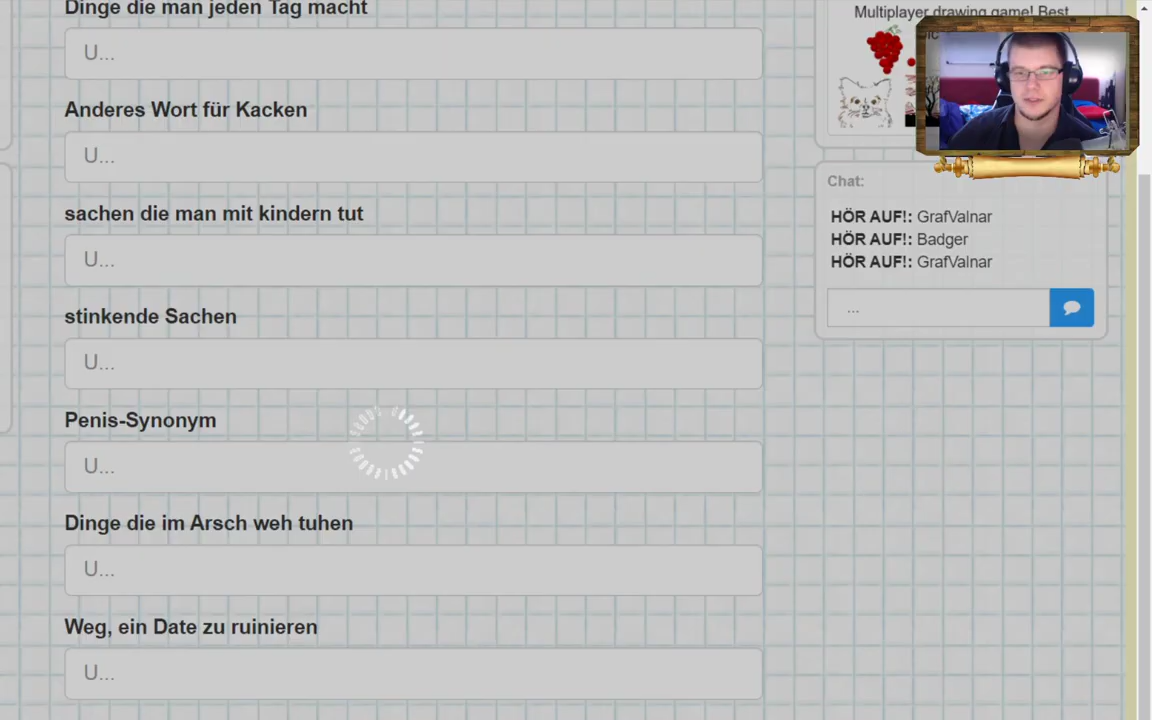 Dinge die man jeden Tag macht
U...
Anderes Wort für Kacken
U...
sachen die man mit kindern tut
U...
stinkende Sachen
U...
Penis-Synonym
U...
Dinge die im Arsch weh tuhen
U...
Weg, ein Date zu ruinieren
U...
Multiplayer drawing game! Best
Chat:
HÖR AUF!: GrafValnar
HÖR AUF!: Badger
HÖR AUF!: GrafValnar
...